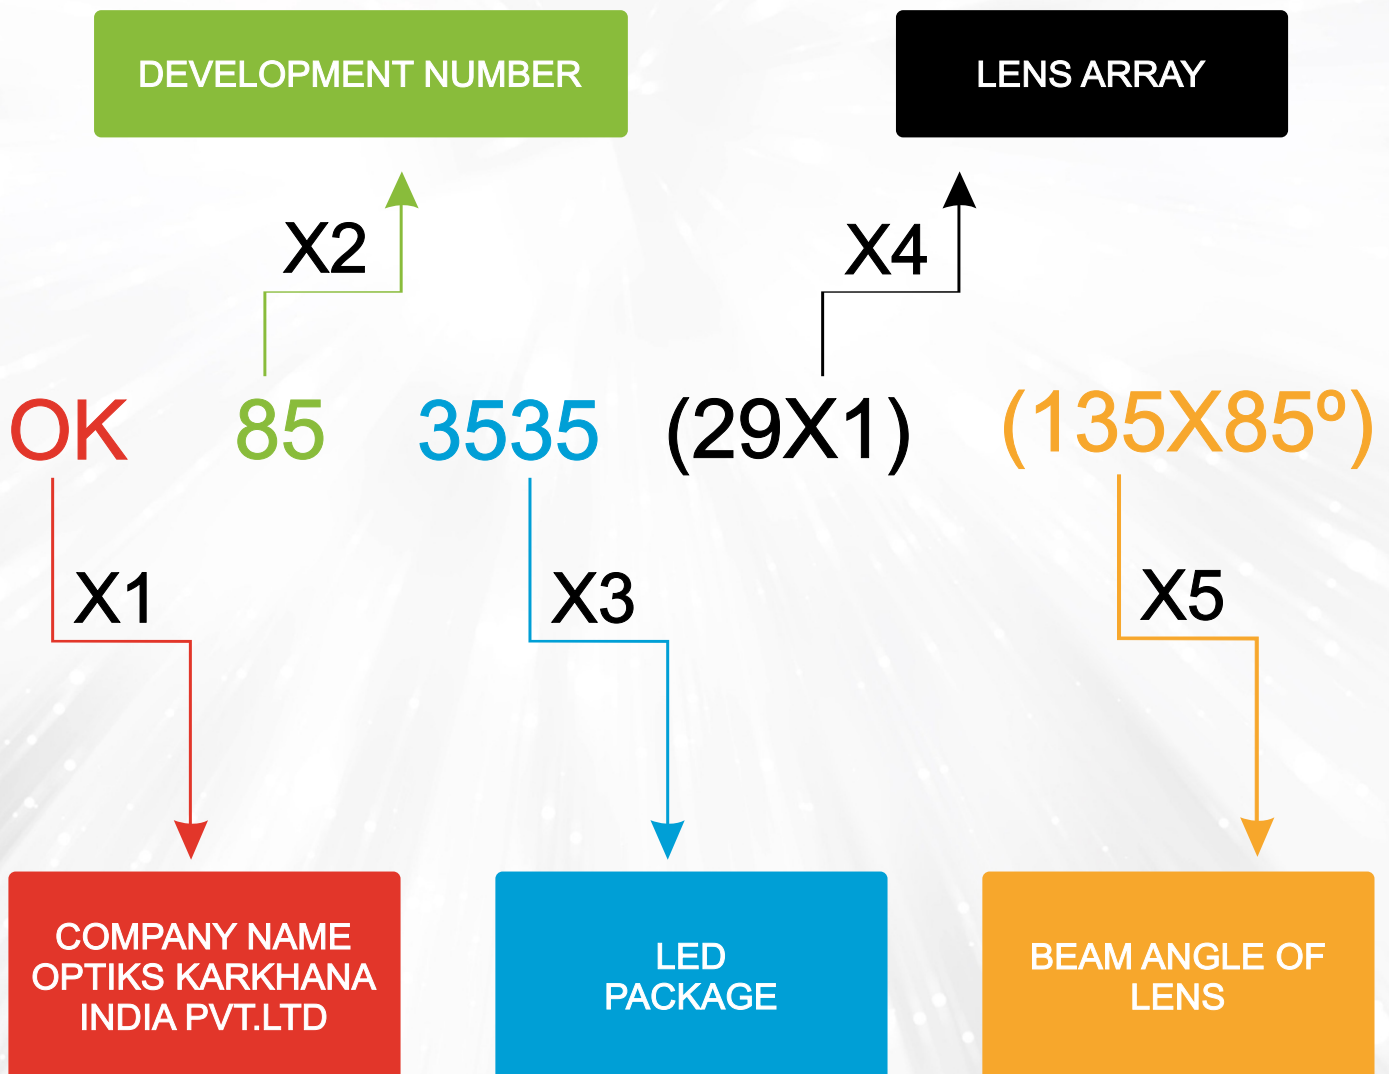 DEVELOPMENT NUMBER
LENS ARRAY
X2
X4
OK 85 3535 (29X1) (135X85º)
X1
X3
X5
COMPANY NAME
OPTIKS KARKHANA
INDIA PVT.LTD
LED
PACKAGE
BEAM ANGLE OF
LENS